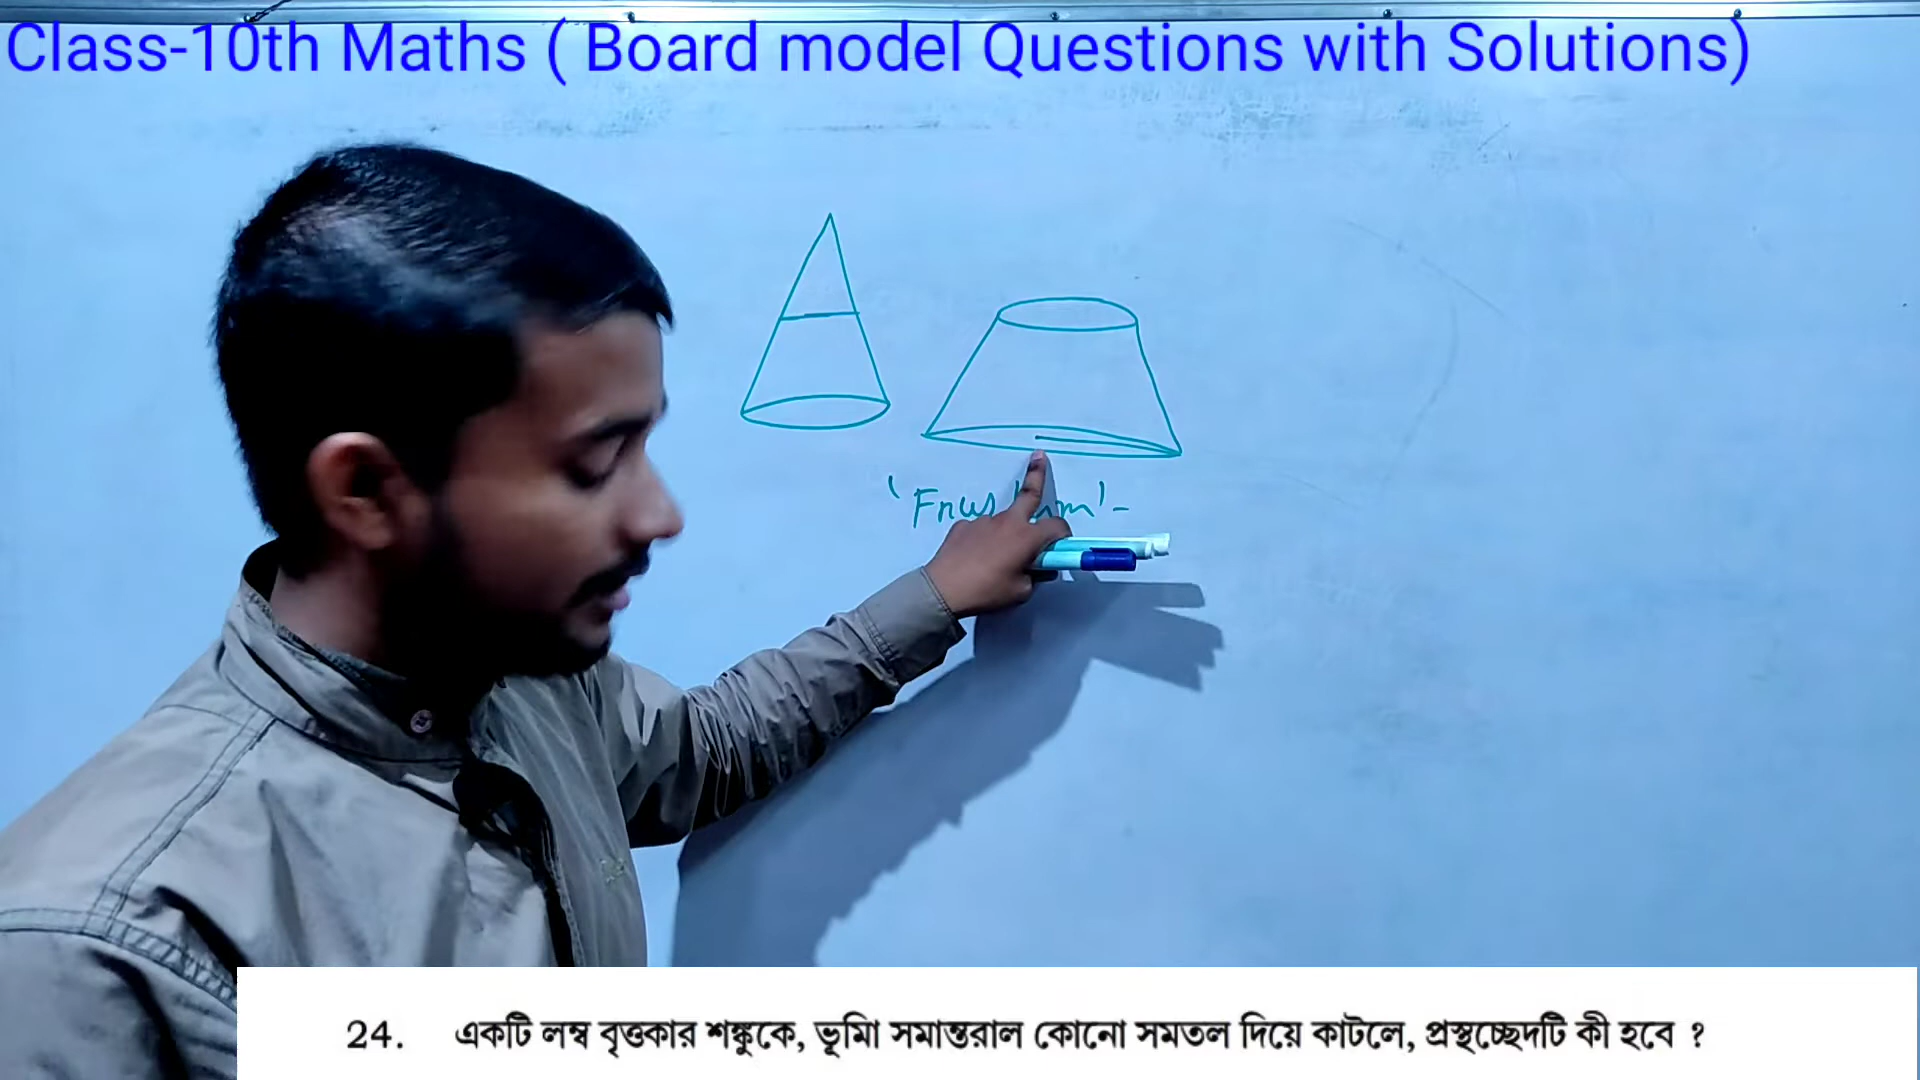 Class-10th Maths ( Board model Questions with Solutions)
24. একটি লম্ব বৃত্তকার শঙ্কুকে, ভূমিা সমান্তরাল কোনো সমতল দিয়ে কাটলে, প্রস্থচ্ছেদটি কী হবে ?